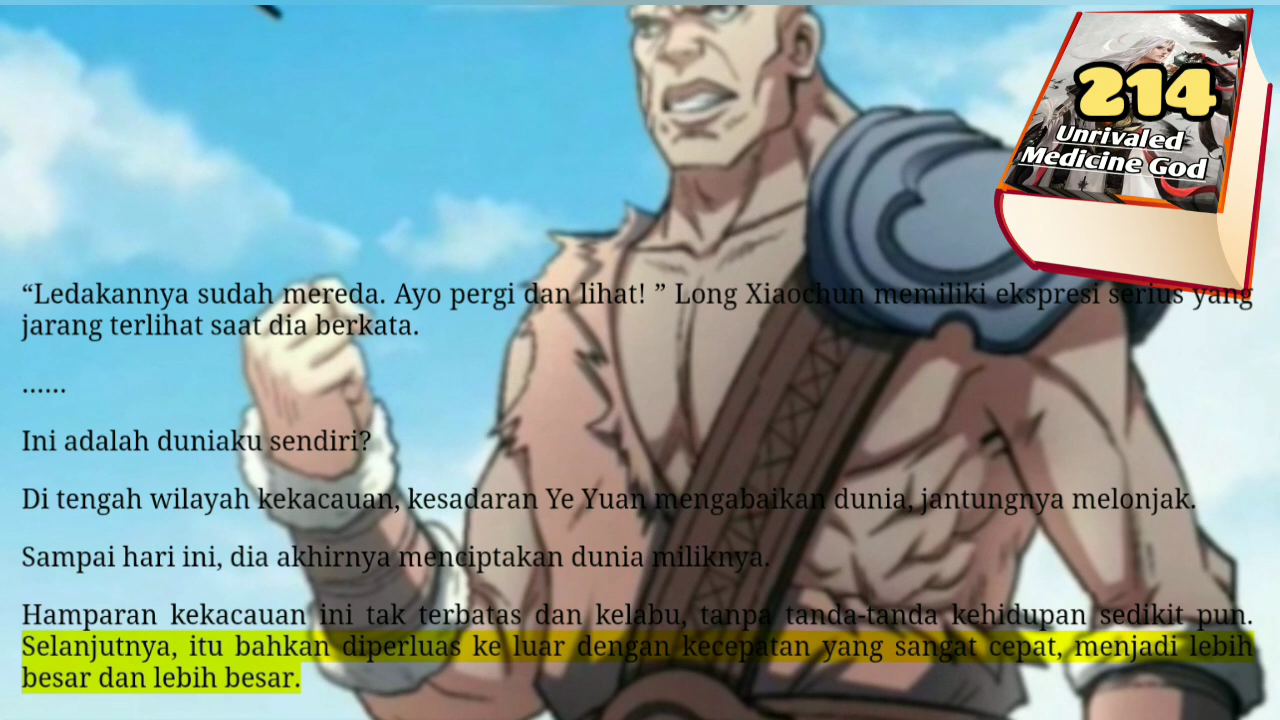 214
Unrivaled
Medicine God
“Ledakannya sudah mereda. Ayo pergi dan lihat! ” Long Xiaochun memiliki ekspresi serius yang
jarang terlihat saat dia berkata.
......
Ini adalah duniaku sendiri?
Di tengah wilayah kekacauan, kesadaran Ye Yuan mengabaikan dunia, jantungnya melonjak.
Sampai hari ini, dia akhirnya menciptakan dunia miliknya.
Hamparan kekacauan ini tak terbatas dan kelabu, tanpa tanda-tanda kehidupan sedikit pun.
Selanjutnya, itu bahkan diperluas ke luar dengan kecepatan yang sangat cepat, menjadi lebih
besar dan lebih besar.